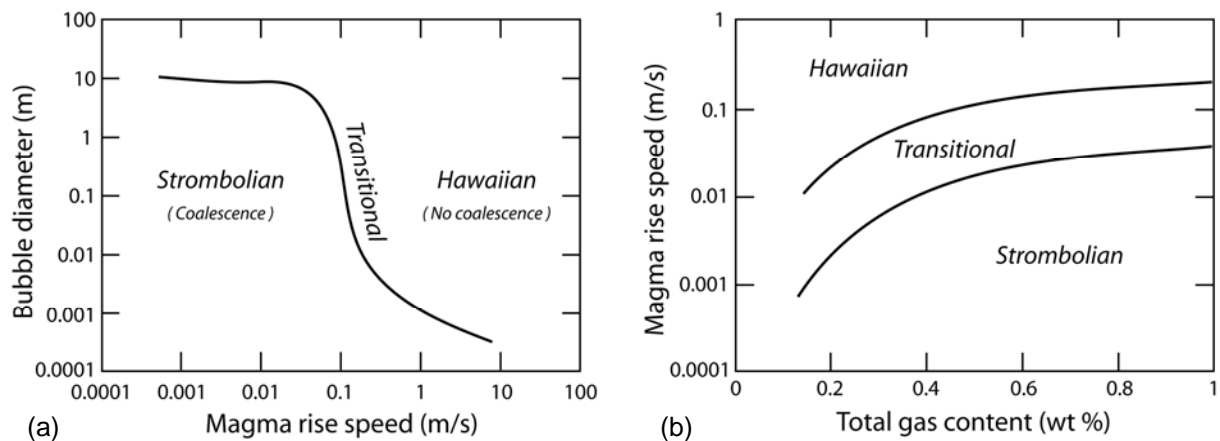 100
10
1
0.1
0.01
0.001
0.0001
Bubble diameter (m)
Strombolian
( Coalescence )
Transitional
Hawaiian
( No coalescence )
0.0001 0.001 0.01 0.1 1 10 100
Magma rise speed (m/s)
(a)
1
0.1
0.01
0.001
0.0001
Magma rise speed (m/s)
Hawaiian
Transitional
Strombolian
0 0.2 0.4 0.6 0.8 1
Total gas content (wt %)
(b)